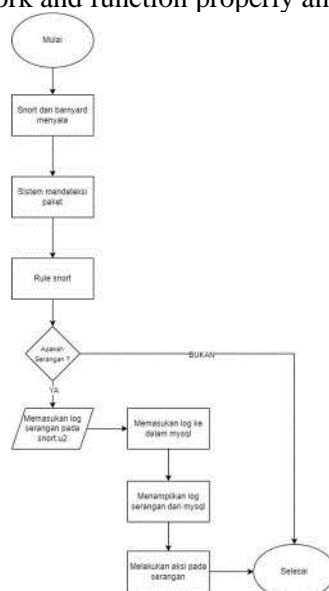 ork and function properly an
Mulai
Snort dan barnyard
menyala
Sistem mendeteksi
paket
Rule snort
Apakah
Serangan ?
BUKAN
YA
Memasukan log
serangan pada
snort.u2
Memasukan log ke
dalam mysql
Menampilkan log
serangan dari mysql
Melakukan aksi pada
serangan
Selesai